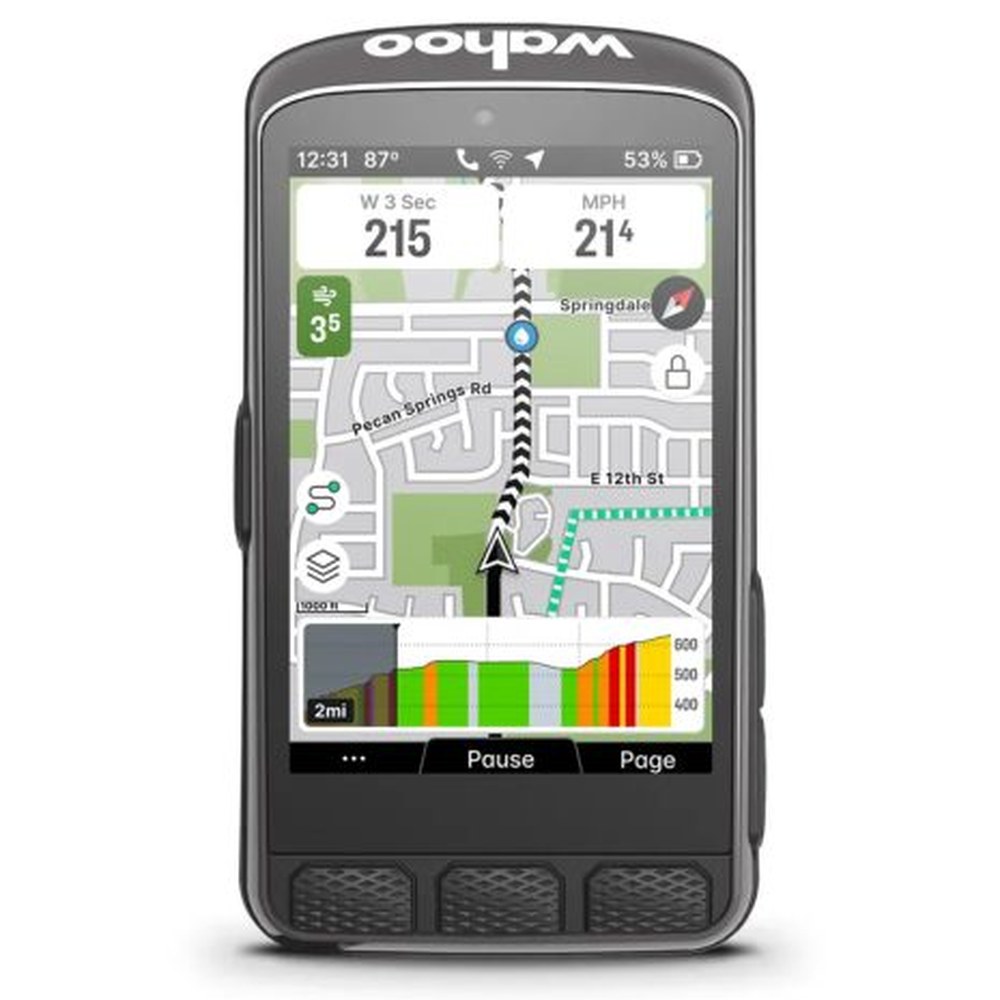 wahoo
12:31 87° 53%
W 3 Sec MPH
215 21⁴
Springdale
3⁵
Pecan Springs Rd
E 12th St
1000 ft
600
500
400
2mi
... Pause Page